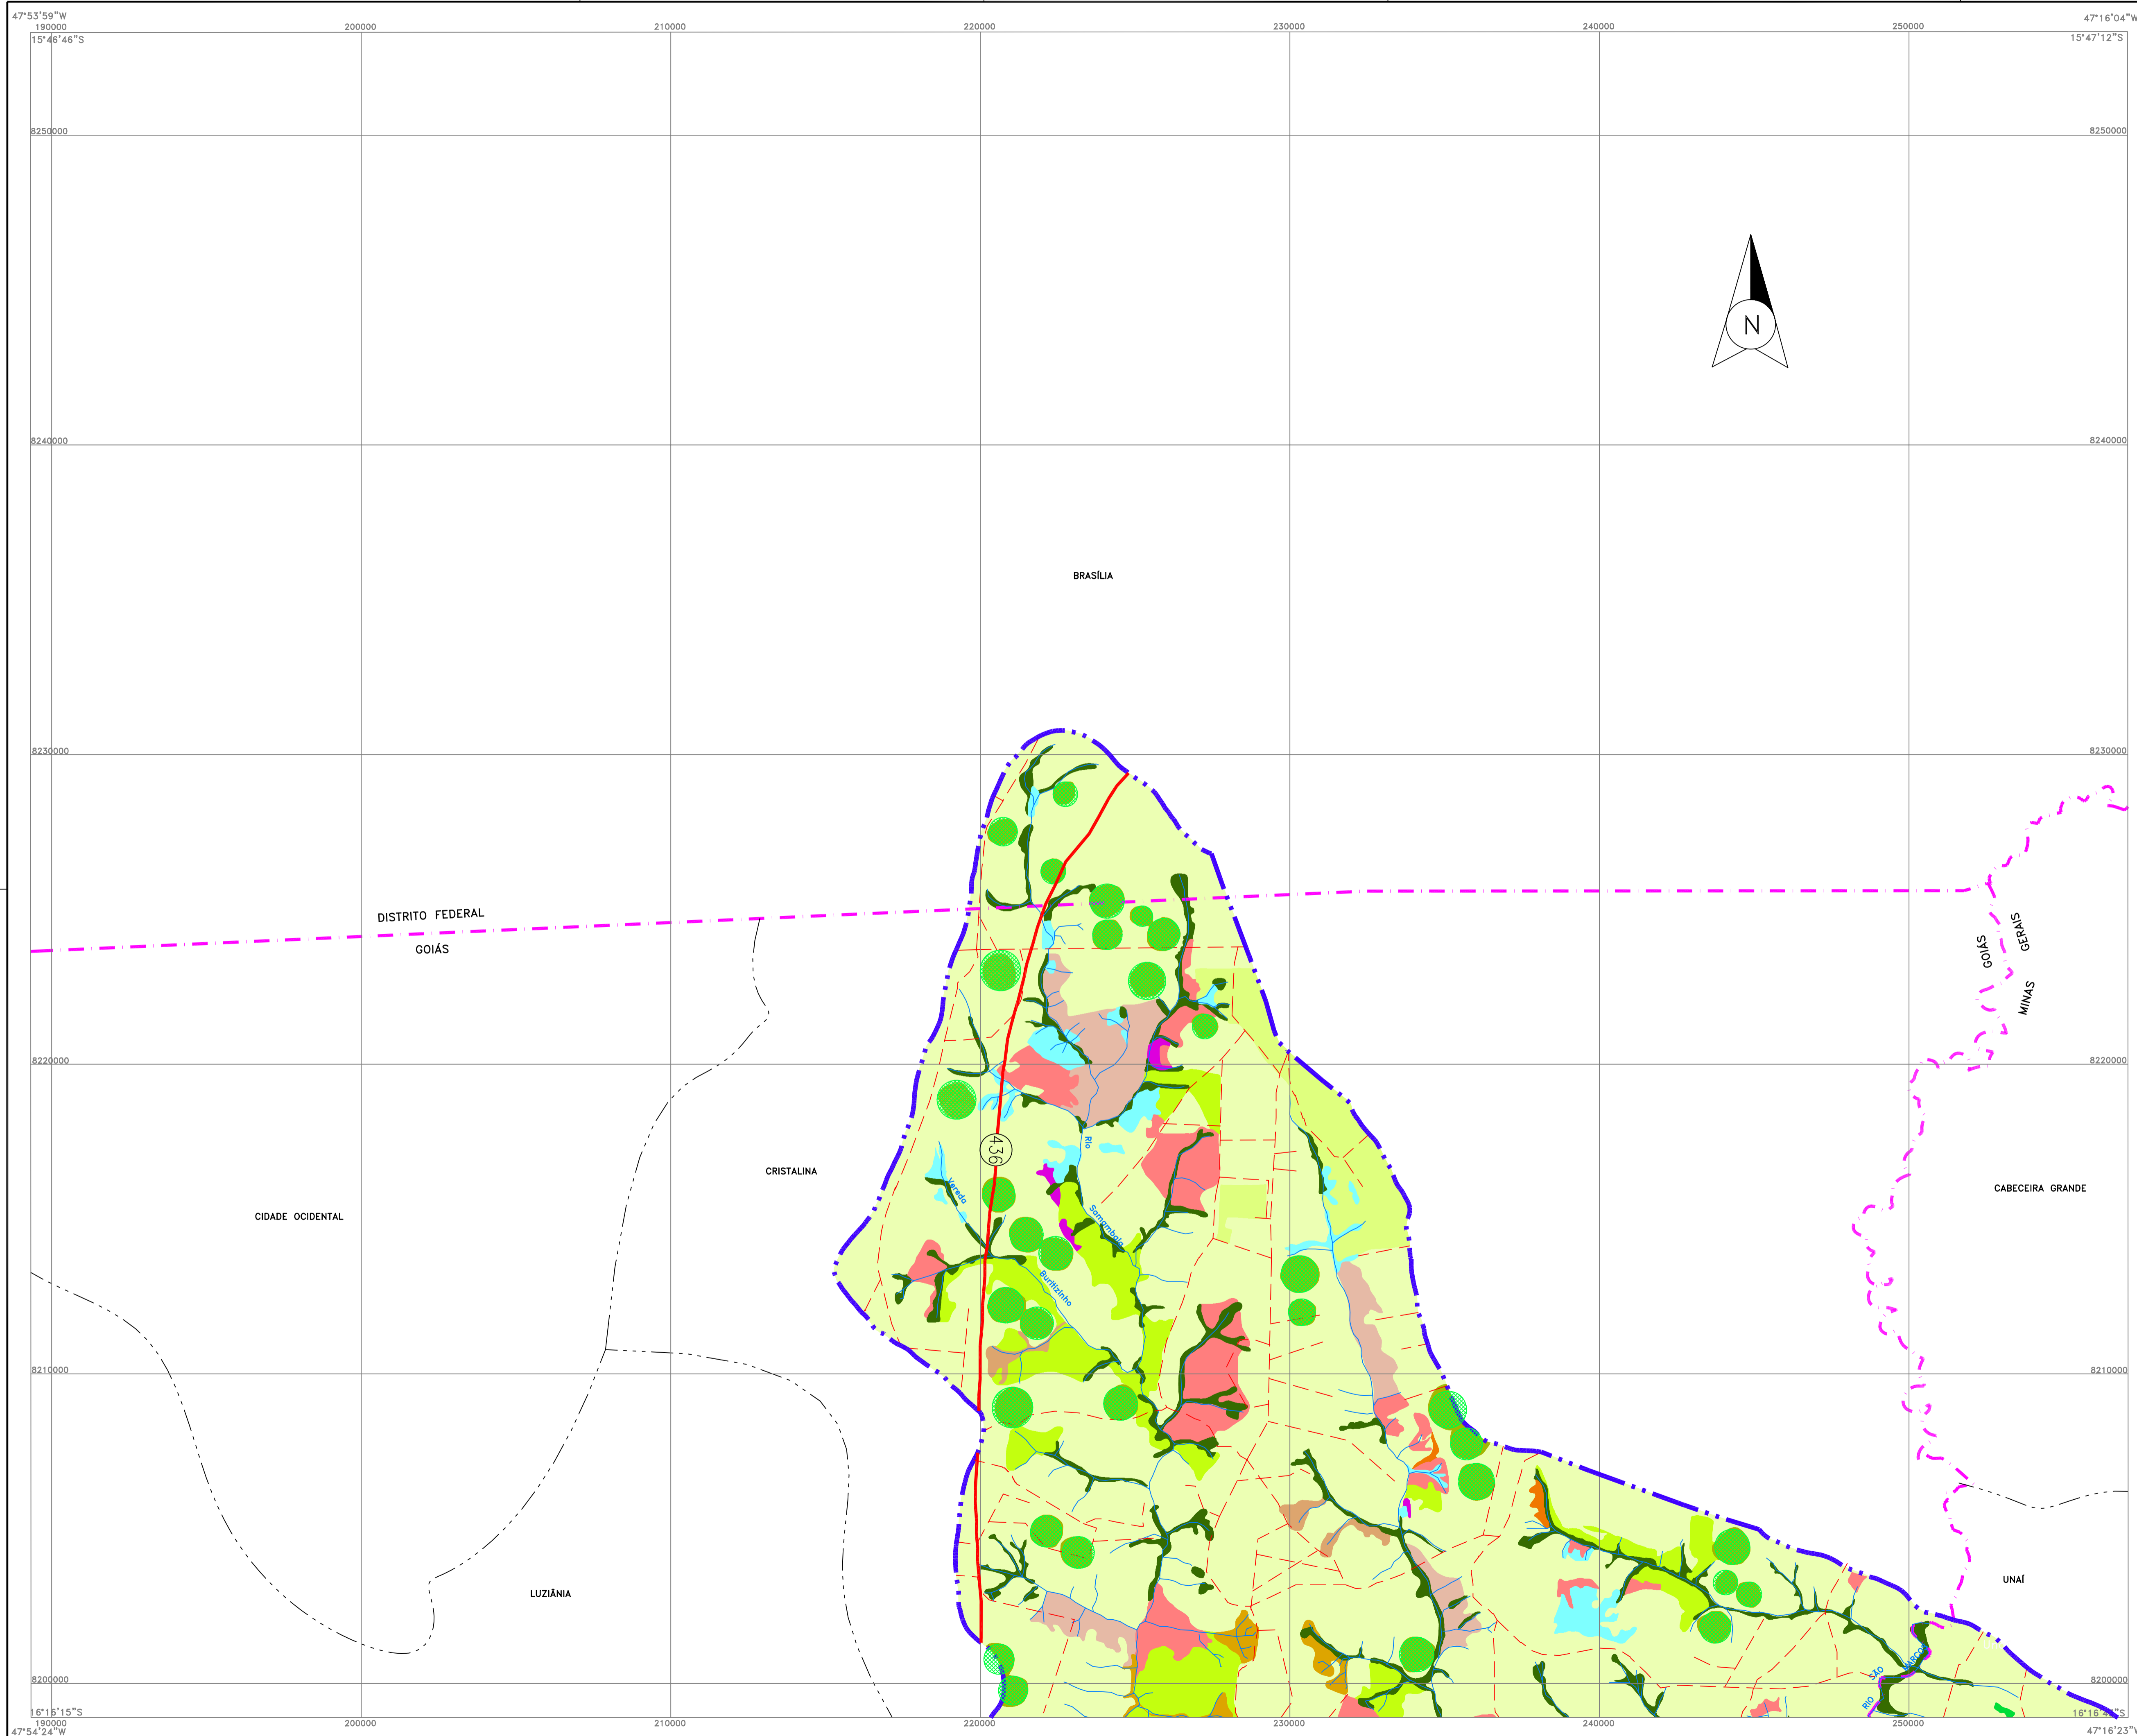 47°53'59"W
47°16'04"W
190000 200000 210000 220000 230000 240000 250000
15°46'46"S
15°47'12"S
8250000
8250000
N
8240000
8240000
BRASÍLIA
8230000
8230000
DISTRITO FEDERAL
GOIÁS
GOIÁS
MINAS GERAIS
8220000
8220000
Rio
436
CRISTALINA
Vereda
CABECEIRA GRANDE
CIDADE OCIDENTAL
Samambaia
Buritizinho
8210000
8210000
LUZIÂNIA
UNAÍ
RIO SÃO MARCOS
8200000
8200000
16°16'15"S
190000 200000 210000 220000 230000 240000 250000
47°54'24"W
47°16'23"W